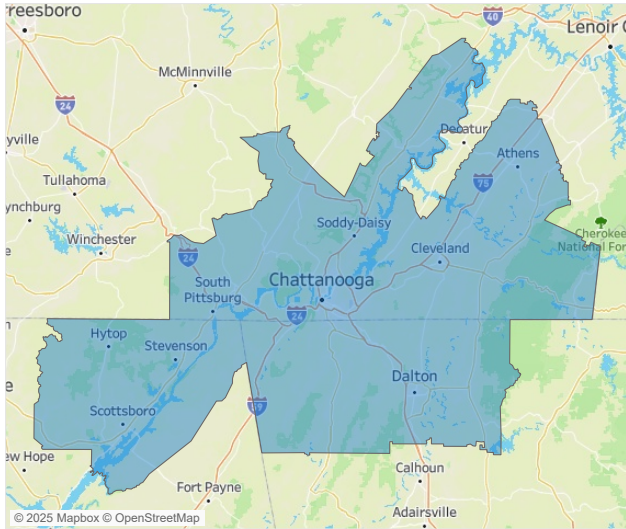 reesboro
40
Lenoir C
McMinnville
24
yville
Decatur
Athens
Tullahoma
75
ynchburg
Soddy-Daisy
Cherokee
National For
Winchester
24
Cleveland
South
Pittsburg
Chattanooga
24
Hytop
Stevenson
Dalton
59
Scottsboro
ew Hope
Calhoun
Fort Payne
Adairsville
© 2025 Mapbox © OpenStreetMap